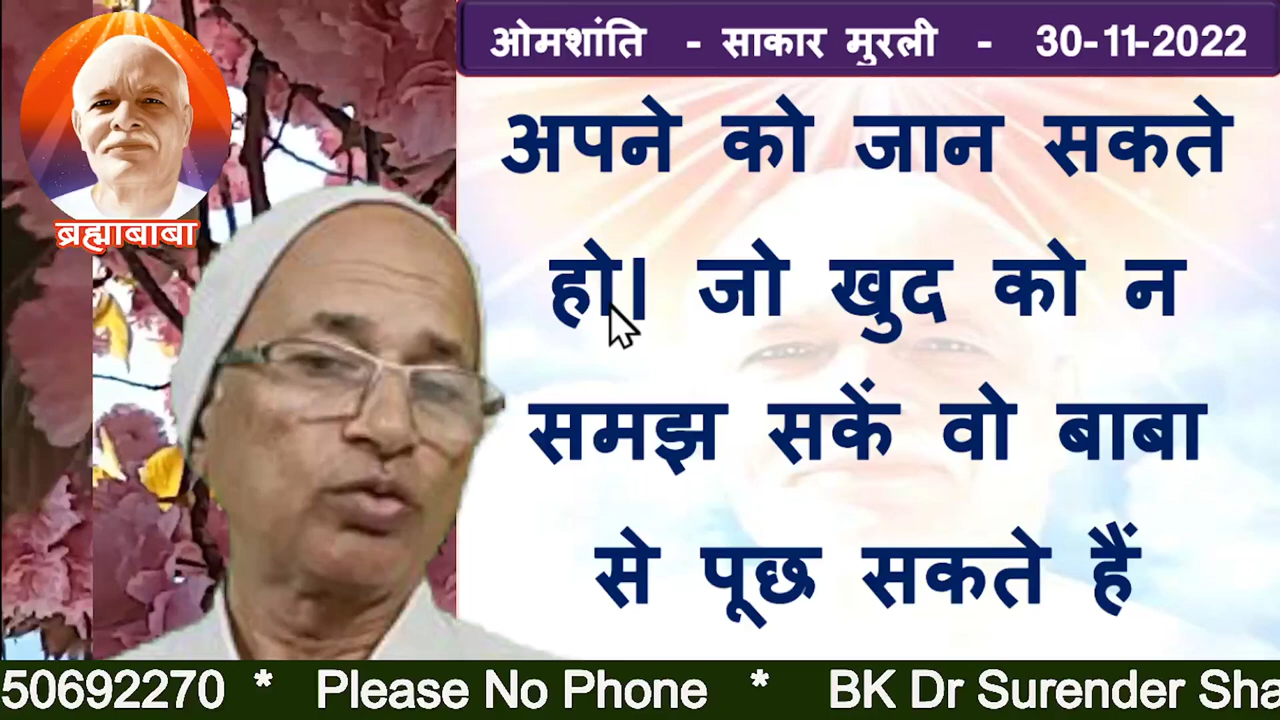 ओमशांति - साकार मुरली - 30-11-2022
अपने को जान सकते
हो। जो खुद को न
समझ सकें वो बाबा
से पूछ सकते हैं
ब्रह्माबाबा
50692270 * Please No Phone * BK Dr Surender Sha